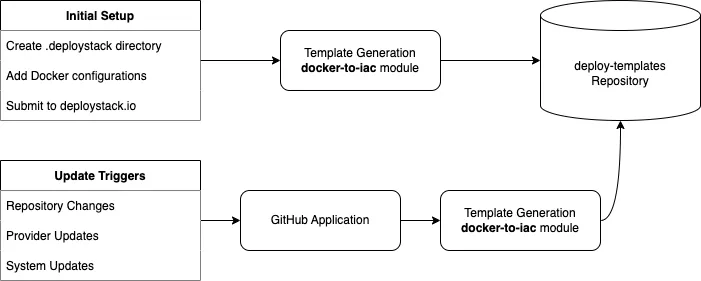 Initial Setup
Create .deploystack directory
Add Docker configurations
Submit to deploystack.io
Template Generation
docker-to-iac module
deploy-templates
Repository
Update Triggers
Repository Changes
Provider Updates
System Updates
GitHub Application
Template Generation
docker-to-iac module